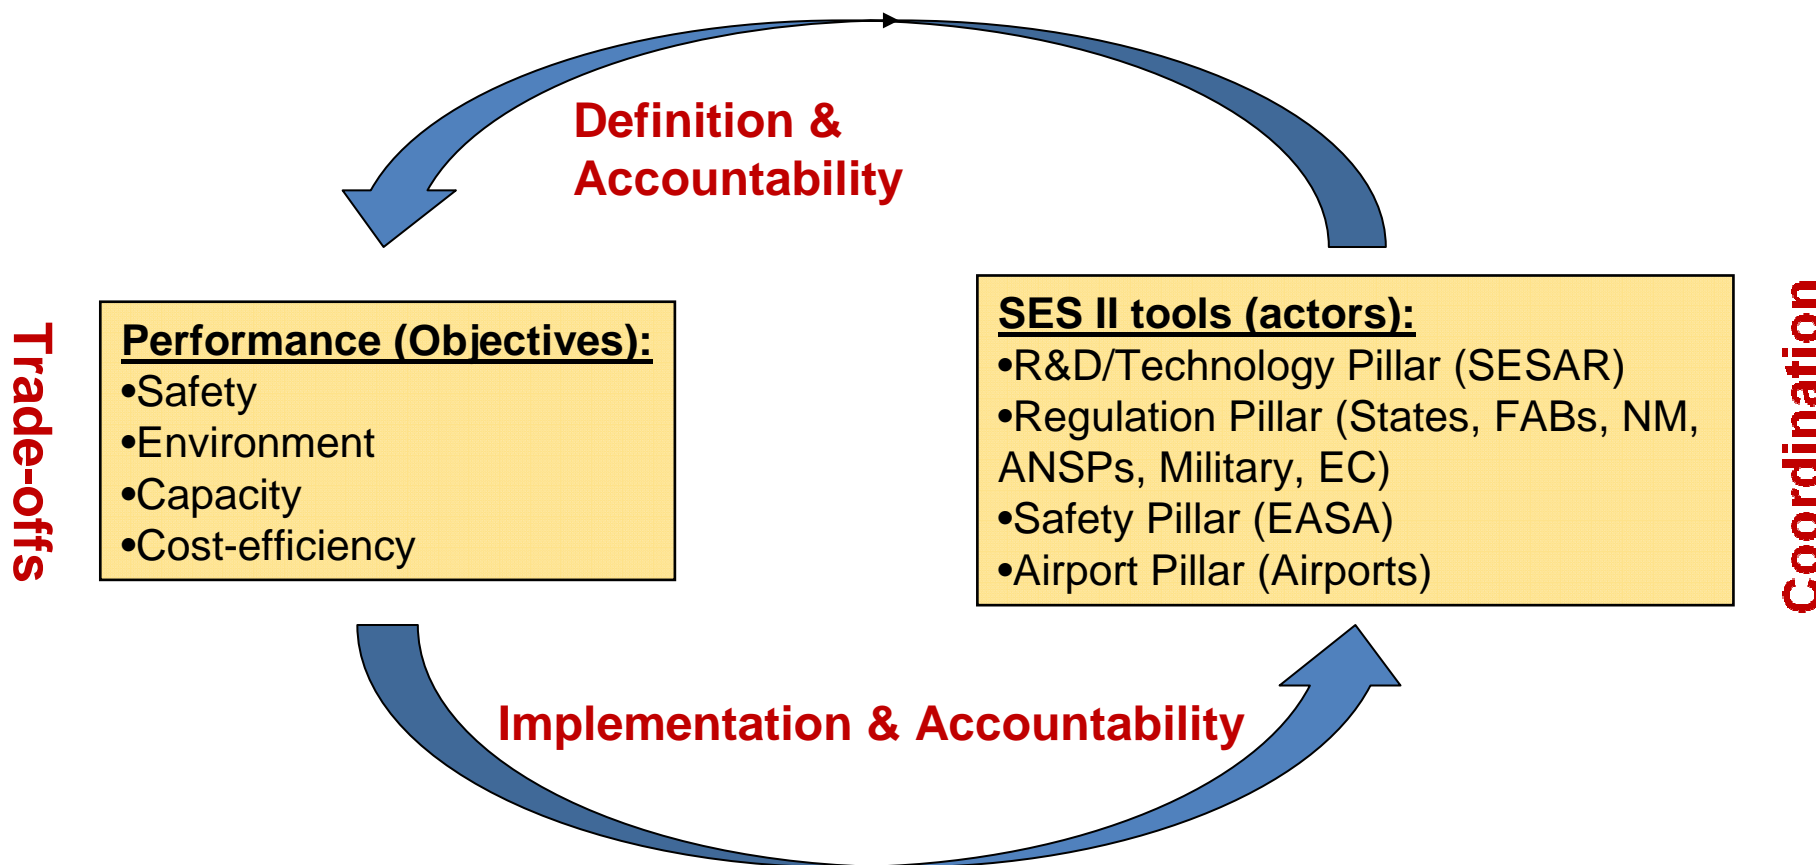 Definition &
Accountability
Trade-offs
Performance (Objectives):
•Safety
•Environment
•Capacity
•Cost-efficiency
SES II tools (actors):
•R&D/Technology Pillar (SESAR)
•Regulation Pillar (States, FABs, NM,
ANSPs, Military, EC)
•Safety Pillar (EASA)
•Airport Pillar (Airports)
Coordination
Implementation & Accountability